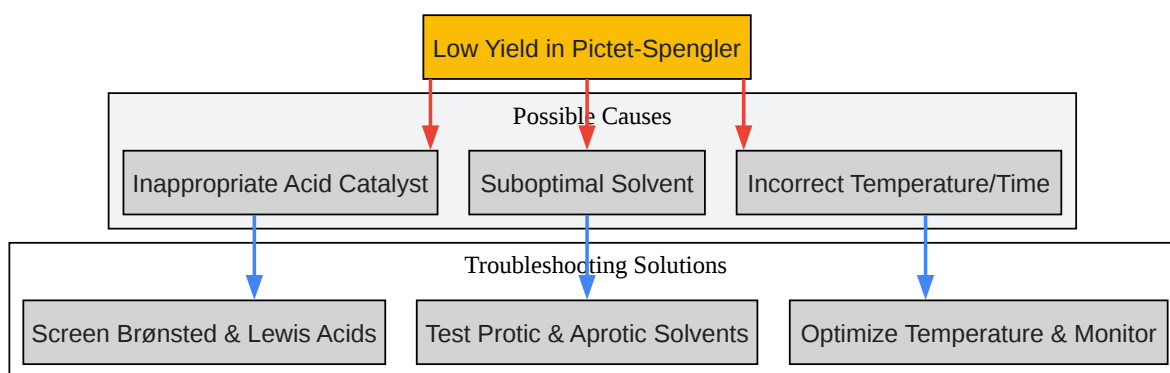 Low Yield in Pictet-Spengler
Possible Causes
Inappropriate Acid Catalyst
Suboptimal Solvent
Incorrect Temperature/Time
Troubleshooting Solutions
Screen Brønsted & Lewis Acids
Test Protic & Aprotic Solvents
Optimize Temperature & Monitor